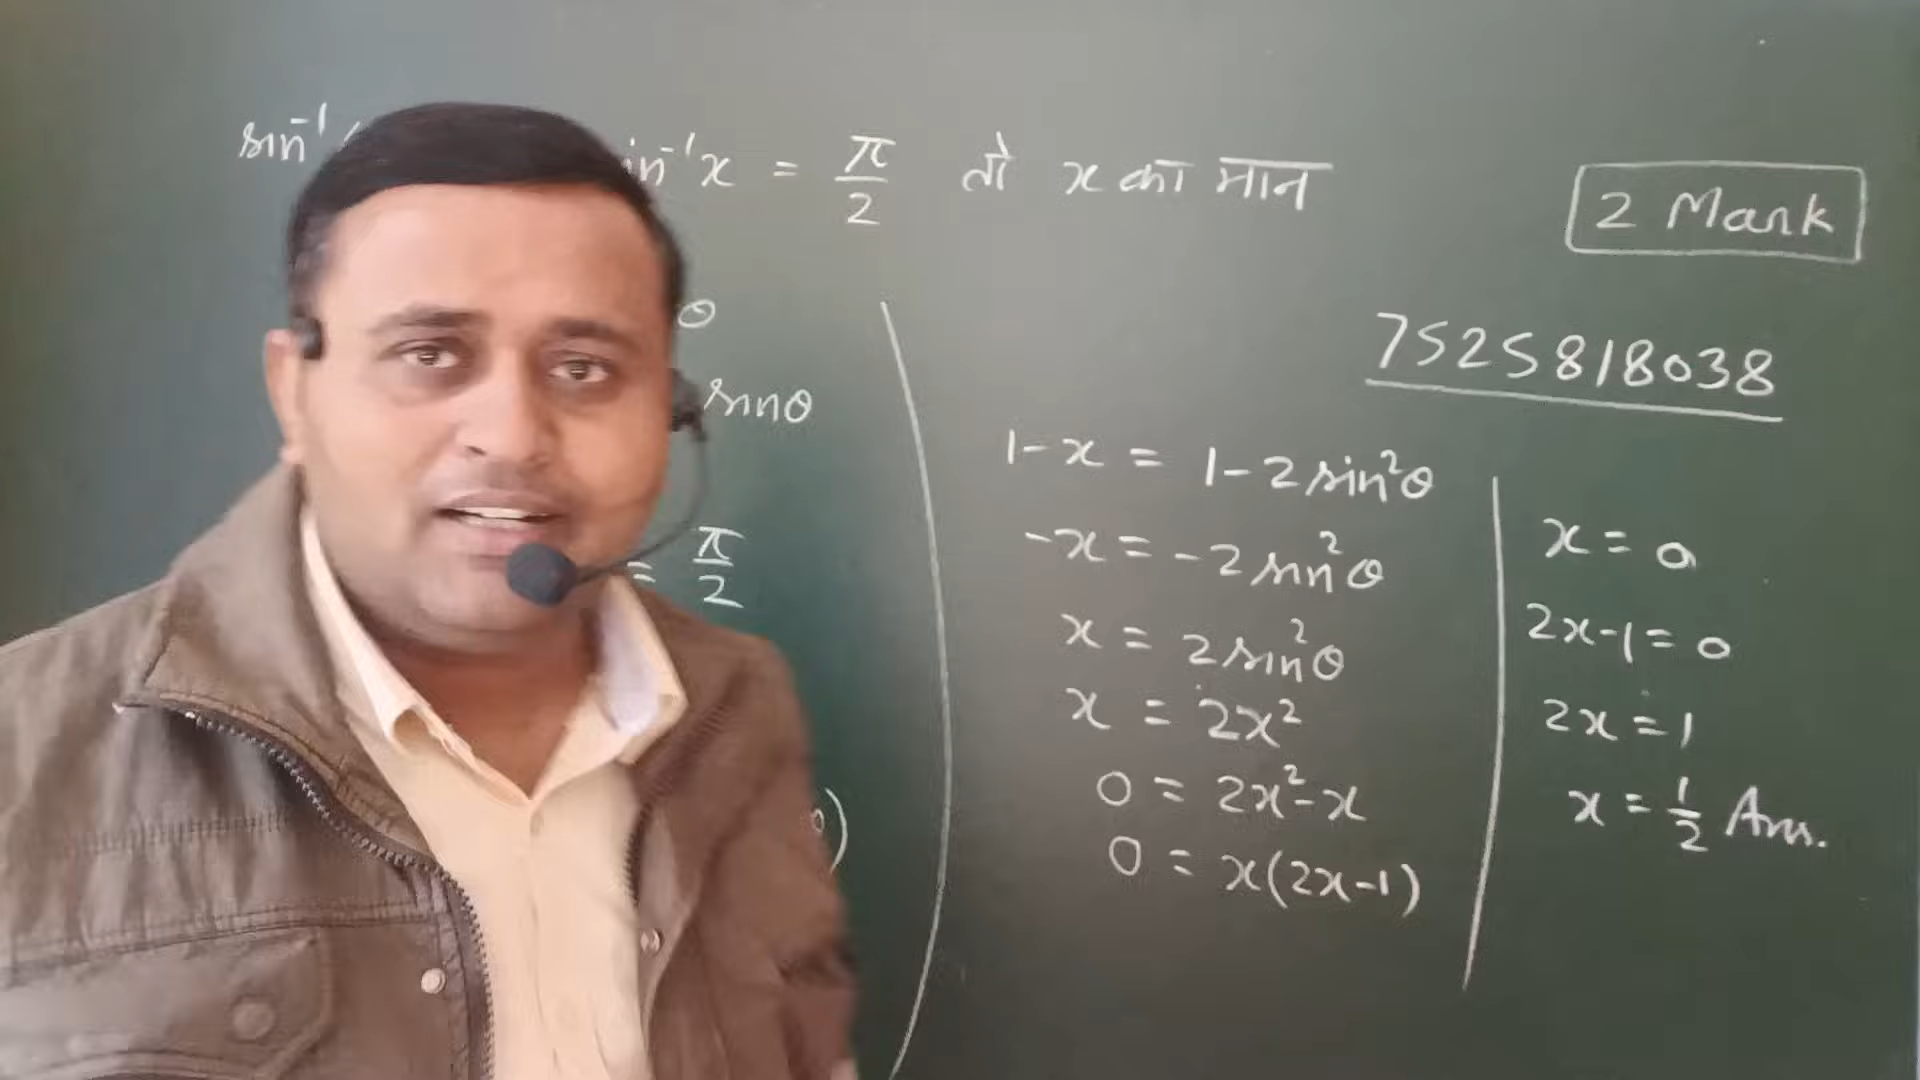 sin⁻¹( in⁻¹x = π/2 तो x का मान
2 Mark
θ
sinθ
= π/2
θ)
7525818038
1-x = 1-2sin²θ
-x = -2sin²θ
x = 2sin²θ
x = 2x²
0 = 2x²-x
0 = x(2x-1)
x = 0
2x-1 = 0
2x = 1
x = 1/2 Ans.